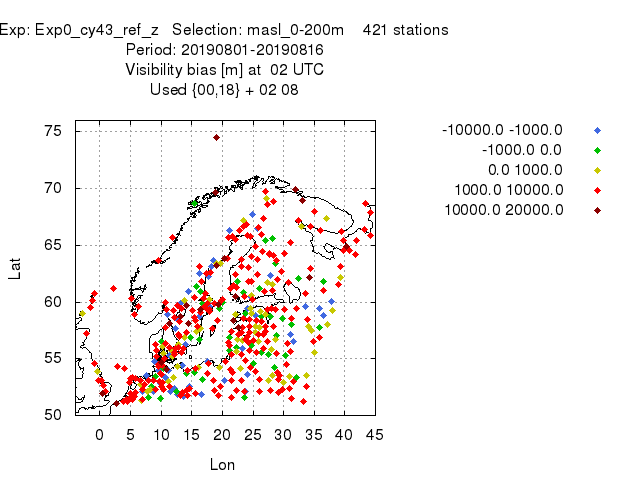 Exp: Exp0_cy43_ref_z Selection: masl_0-200m 421 stations
Period: 20190801-20190816
Visibility bias [m] at 02 UTC
Used {00,18} + 02 08
-10000.0 -1000.0
-1000.0 0.0
0.0 1000.0
1000.0 10000.0
10000.0 20000.0
75
70
65
60
55
50
Lat
0 5 10 15 20 25 30 35 40 45
Lon